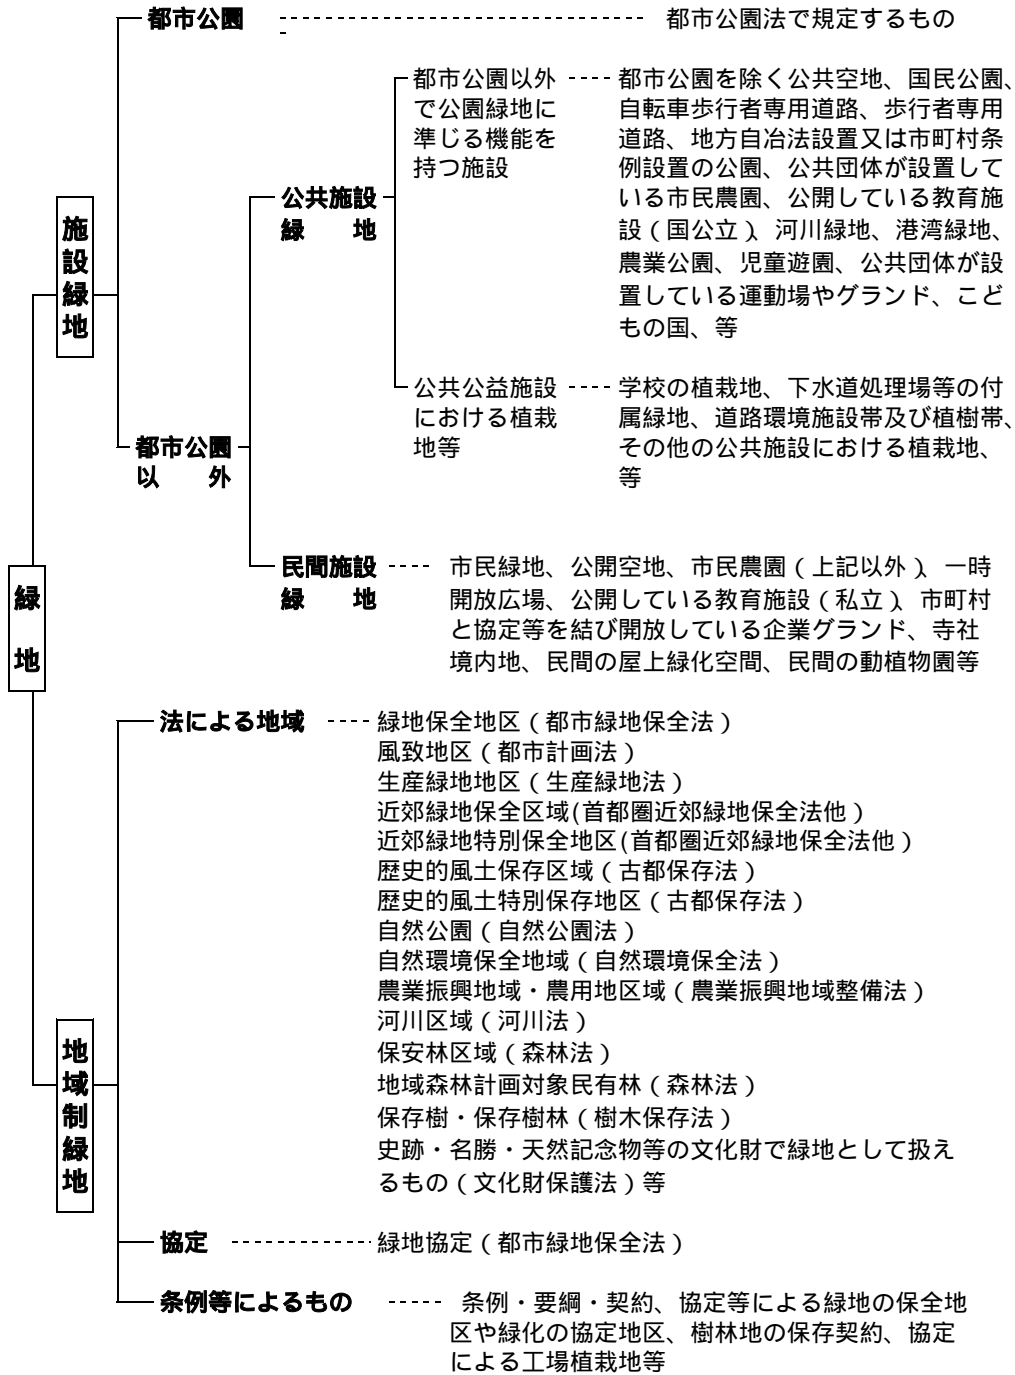 緑地
施設緑地
都市公園
都市公園法で規定するもの
都市公園
以　外
公共施設
緑　地
都市公園以外
で公園緑地に
準じる機能を
持つ施設
都市公園を除く公共空地、国民公園、
自転車歩行者専用道路、歩行者専用
道路、地方自治法設置又は市町村条
例設置の公園、公共団体が設置して
いる市民農園、公開している教育施
設(国公立)、河川緑地、港湾緑地、
農業公園、児童遊園、公共団体が設
置している運動場やグランド、こど
もの国、等
公共公益施設
における植栽
地等
学校の植栽地、下水道処理場等の付
属緑地、道路環境施設帯及び植樹帯、
その他の公共施設における植栽地、
等
民間施設
緑　地
市民緑地、公開空地、市民農園(上記以外)、一時
開放広場、公開している教育施設(私立)、市町村
と協定等を結び開放している企業グランド、寺社
境内地、民間の屋上緑化空間、民間の動植物園等
地域制緑地
法による地域
緑地保全地区(都市緑地保全法)
風致地区(都市計画法)
生産緑地地区(生産緑地法)
近郊緑地保全区域(首都圏近郊緑地保全法他)
近郊緑地特別保全地区(首都圏近郊緑地保全法他)
歴史的風土保存区域(古都保存法)
歴史的風土特別保存地区(古都保存法)
自然公園(自然公園法)
自然環境保全地域(自然環境保全法)
農業振興地域・農用地区域(農業振興地域整備法)
河川区域(河川法)
保安林区域(森林法)
地域森林計画対象民有林(森林法)
保存樹・保存樹林(樹木保存法)
史跡・名勝・天然記念物等の文化財で緑地として扱え
るもの(文化財保護法)等
協定
緑地協定(都市緑地保全法)
条例等によるもの
条例・要綱・契約、協定等による緑地の保全地
区や緑化の協定地区、樹林地の保存契約、協定
による工場植栽地等